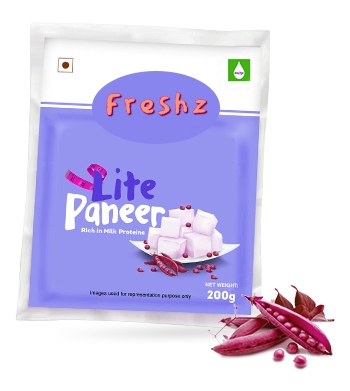 Freshz
Lite
Paneer
Rich in Milk Proteins
NET WEIGHT:
200g
Images used for representation purpose only